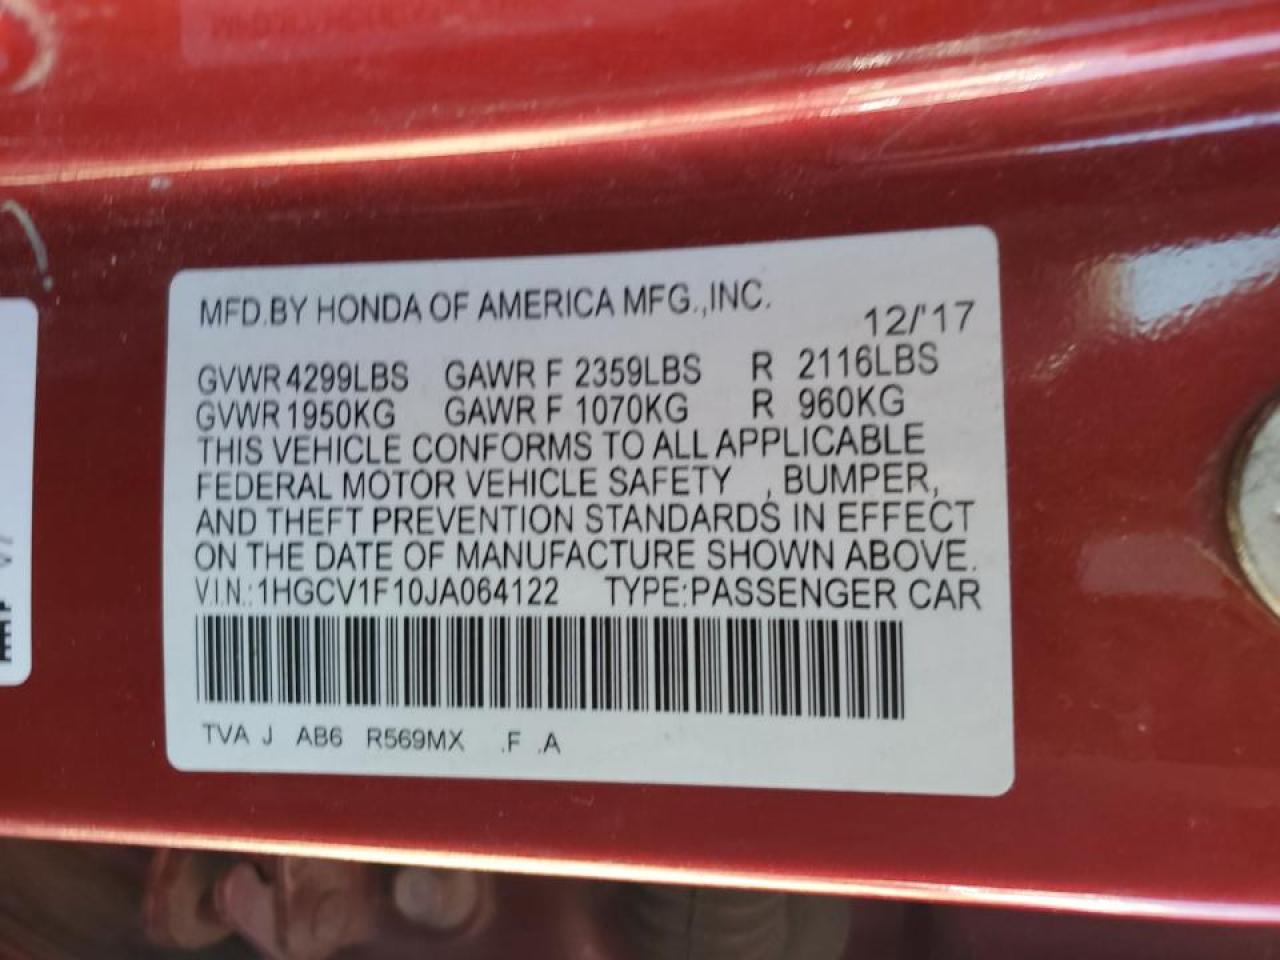 MFD.BY HONDA OF AMERICA MFG.,INC.
12/'17
GVWR 4299LBS GAWR F 2359LBS R 2116LBS
GVWR 1950KG GAWR F 1070KG R 960KG
THIS VEHICLE CONFORMS TO ALL APPLICABLE
FEDERAL MOTOR VEHICLE SAFETY , BUMPER,
AND THEFT PREVENTION STANDARDS IN EFFECT
ON THE DATE OF MANUFACTURE SHOWN ABOVE.
V.I.N.: 1HGCV1F10JA064122 TYPE:PASSENGER CAR
TVA J AB6 R569MX .F .A